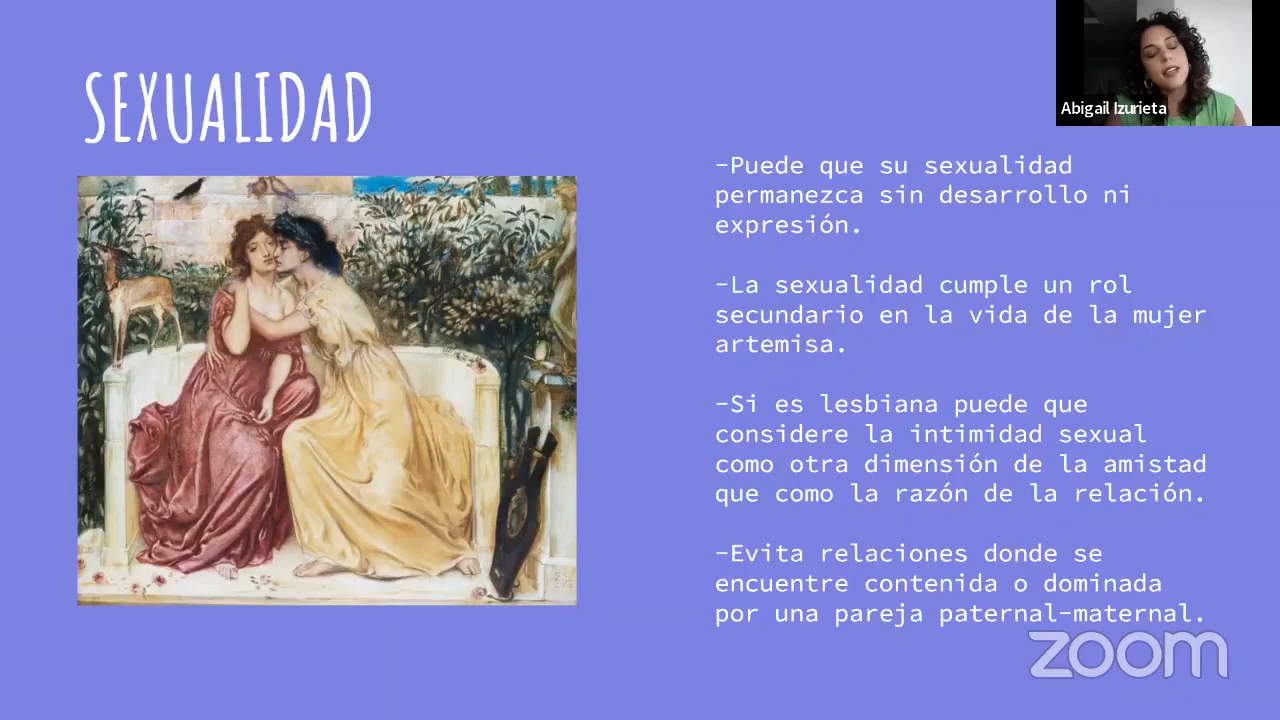 SEXUALIDAD
Abigail Izurieta
-Puede que su sexualidad
permanezca sin desarrollo ni
expresión.
-La sexualidad cumple un rol
secundario en la vida de la mujer
artemisa.
-Si es lesbiana puede que
considere la intimidad sexual
como otra dimensión de la amistad
que como la razón de la relación.
-Evita relaciones donde se
encuentre contenida o dominada
por una pareja paternal-maternal.
zoom